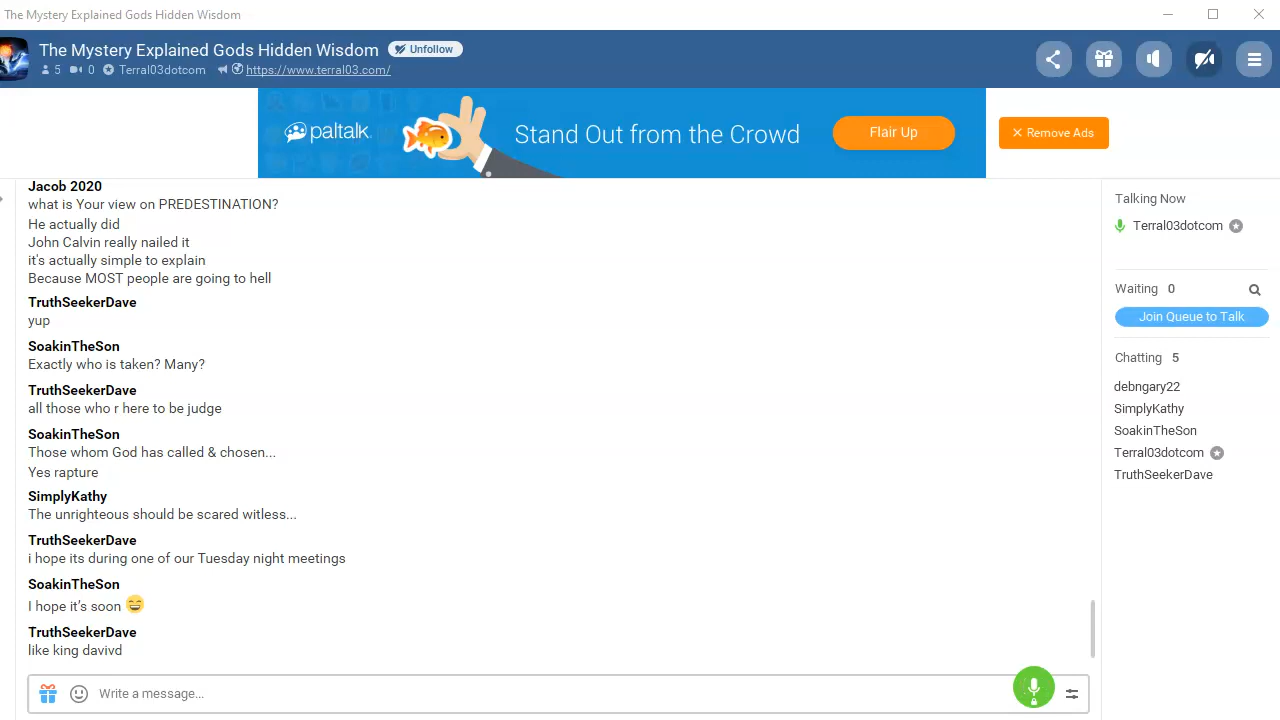 The Mystery Explained Gods Hidden Wisdom
The Mystery Explained Gods Hidden Wisdom Unfollow
5 0 Terral03dotcom https://www.terral03.com/
paltalk Stand Out from the Crowd Flair Up Remove Ads
Jacob 2020
what is Your view on PREDESTINATION?
He actually did
John Calvin really nailed it
it's actually simple to explain
Because MOST people are going to hell
TruthSeekerDave
yup
SoakinTheSon
Exactly who is taken? Many?
TruthSeekerDave
all those who r here to be judge
SoakinTheSon
Those whom God has called & chosen...
Yes rapture
SimplyKathy
The unrighteous should be scared witless...
TruthSeekerDave
i hope its during one of our Tuesday night meetings
SoakinTheSon
I hope it’s soon 😄
TruthSeekerDave
like king davivd
Write a message...
Talking Now
Terral03dotcom
Waiting 0
Join Queue to Talk
Chatting 5
debngary22
SimplyKathy
SoakinTheSon
Terral03dotcom
TruthSeekerDave